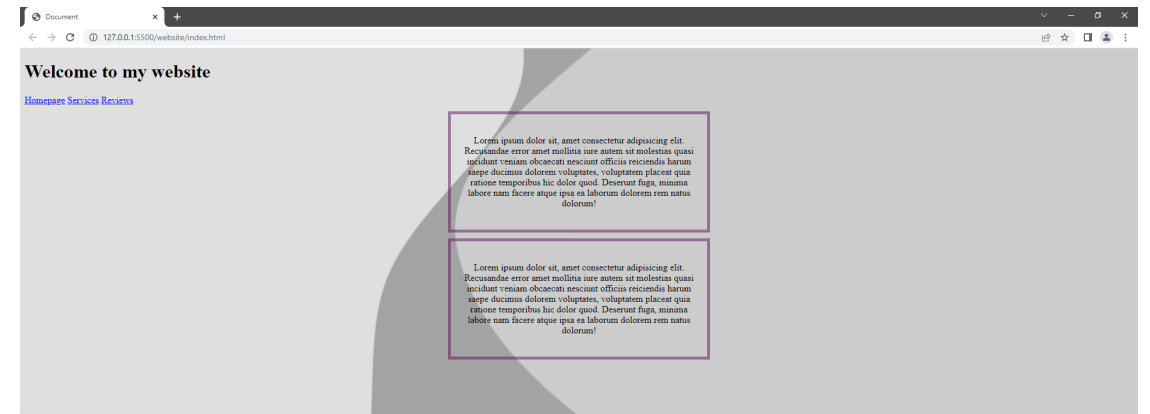 Document
127.0.0.1:5500/website/index.html
Welcome to my website
Homepage Services Reviews
Lorem ipsum dolor sit, amet consectetur adipisicing elit.
Recusandae error amet mollitia iure autem sit molestias quasi
incidunt veniam obcaecati nesciunt officiis reiciendis harum
saepe ducimus dolorem voluptates, voluptatem placeat quia
ratione temporibus hic dolor quod. Deserunt fuga, minima
labore nam facere atque ipsa ea laborum dolorem rem natus
dolorum!
Lorem ipsum dolor sit, amet consectetur adipisicing elit.
Recusandae error amet mollitia iure autem sit molestias quasi
incidunt veniam obcaecati nesciunt officiis reiciendis harum
saepe ducimus dolorem voluptates, voluptatem placeat quia
ratione temporibus hic dolor quod. Deserunt fuga, minima
labore nam facere atque ipsa ea laborum dolorem rem natus
dolorum!